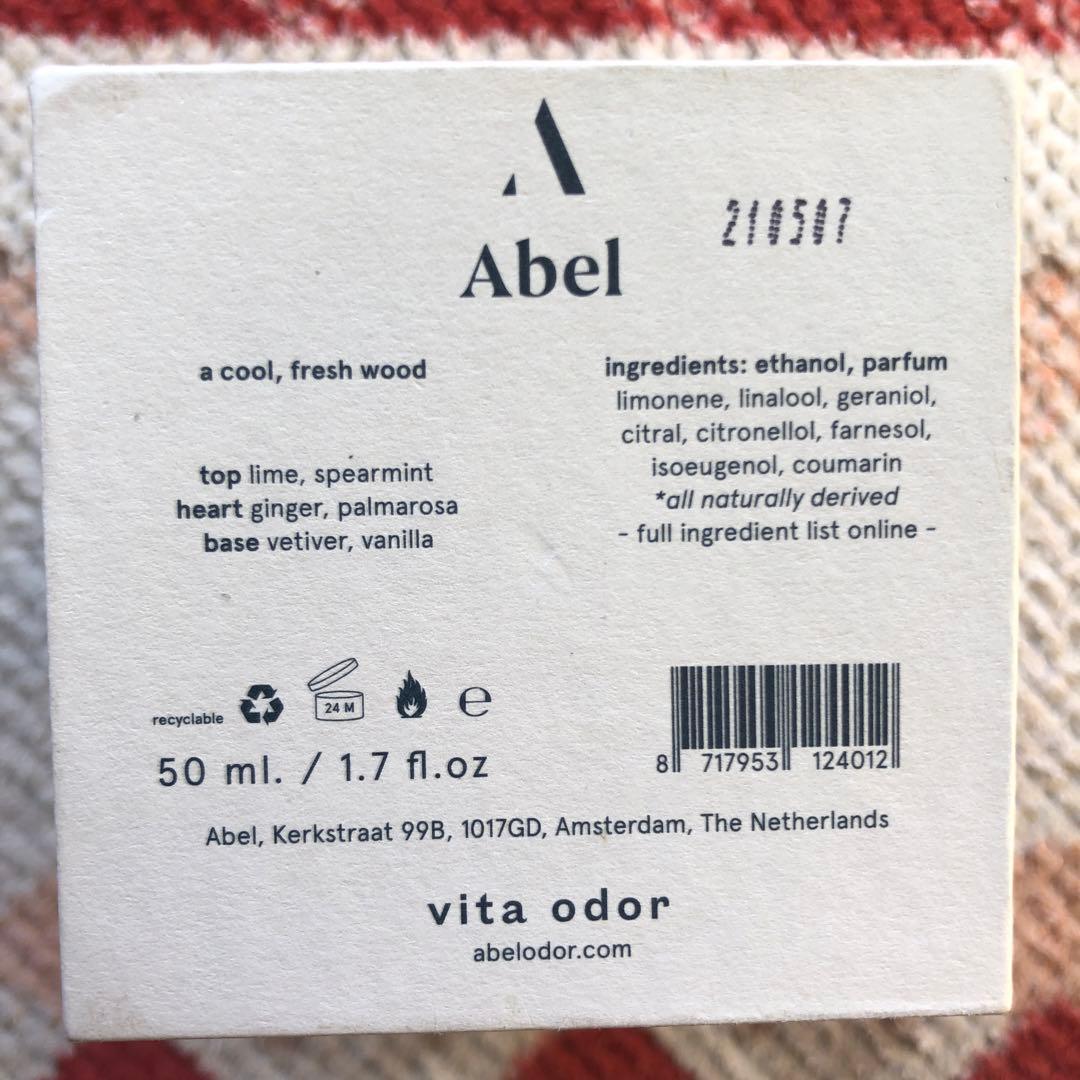 A
Abel
210507
a cool, fresh wood
top lime, spearmint
heart ginger, palmarosa
base vetiver, vanilla
ingredients: ethanol, parfum
limonene, linalool, geraniol,
citral, citronellol, farnesol,
isoeugenol, coumarin
*all naturally derived
- full ingredient list online -
recyclable
24 M
e
50 ml. / 1.7 fl.oz
8 717953 124012
Abel, Kerkstraat 99B, 1017GD, Amsterdam, The Netherlands
vita odor
abelodor.com